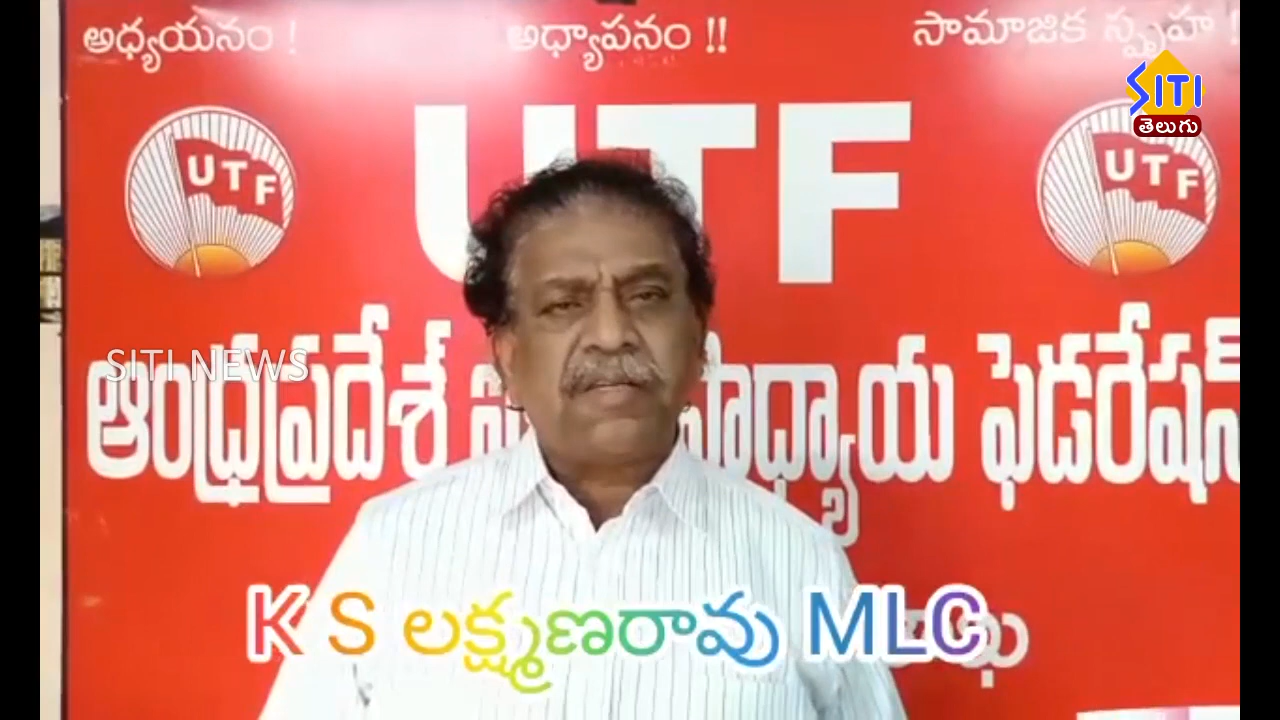 అధ్యయనం ! అధ్యాపనం !! సామాజిక స్పృహ !
SITI
తెలుగు
UTF
UTF
UTF
SITI NEWS
ఆంధ్రప్రదేశ్ ఫెడరేషన్
K S లక్ష్మణరావు MLC